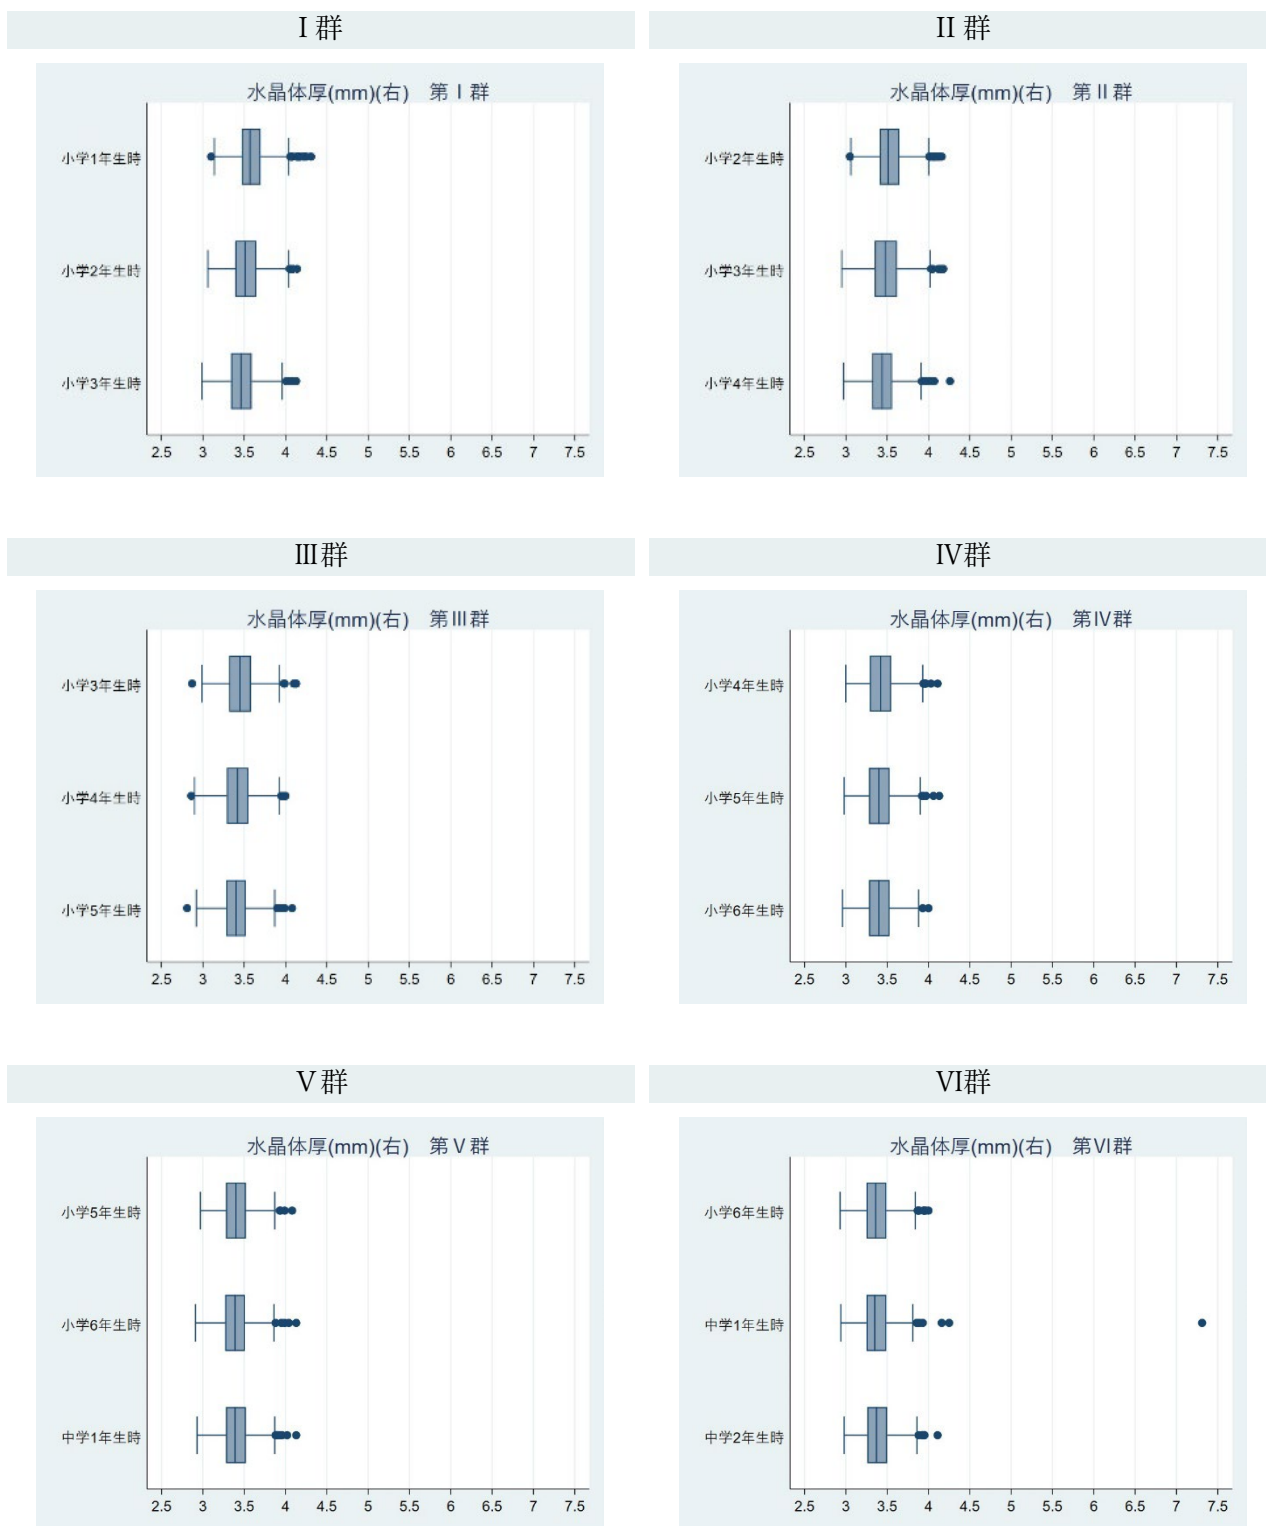 I 群
II 群
水晶体厚(mm)(右) 第Ⅰ群
小学1年生時
小学2年生時
小学3年生時
2.5 3 3.5 4 4.5 5 5.5 6 6.5 7 7.5
水晶体厚(mm)(右) 第Ⅱ群
小学2年生時
小学3年生時
小学4年生時
2.5 3 3.5 4 4.5 5 5.5 6 6.5 7 7.5
Ⅲ群
Ⅳ群
水晶体厚(mm)(右) 第Ⅲ群
小学3年生時
小学4年生時
小学5年生時
2.5 3 3.5 4 4.5 5 5.5 6 6.5 7 7.5
水晶体厚(mm)(右) 第Ⅳ群
小学4年生時
小学5年生時
小学6年生時
2.5 3 3.5 4 4.5 5 5.5 6 6.5 7 7.5
Ⅴ群
Ⅵ群
水晶体厚(mm)(右) 第Ⅴ群
小学5年生時
小学6年生時
中学1年生時
2.5 3 3.5 4 4.5 5 5.5 6 6.5 7 7.5
水晶体厚(mm)(右) 第Ⅵ群
小学6年生時
中学1年生時
中学2年生時
2.5 3 3.5 4 4.5 5 5.5 6 6.5 7 7.5